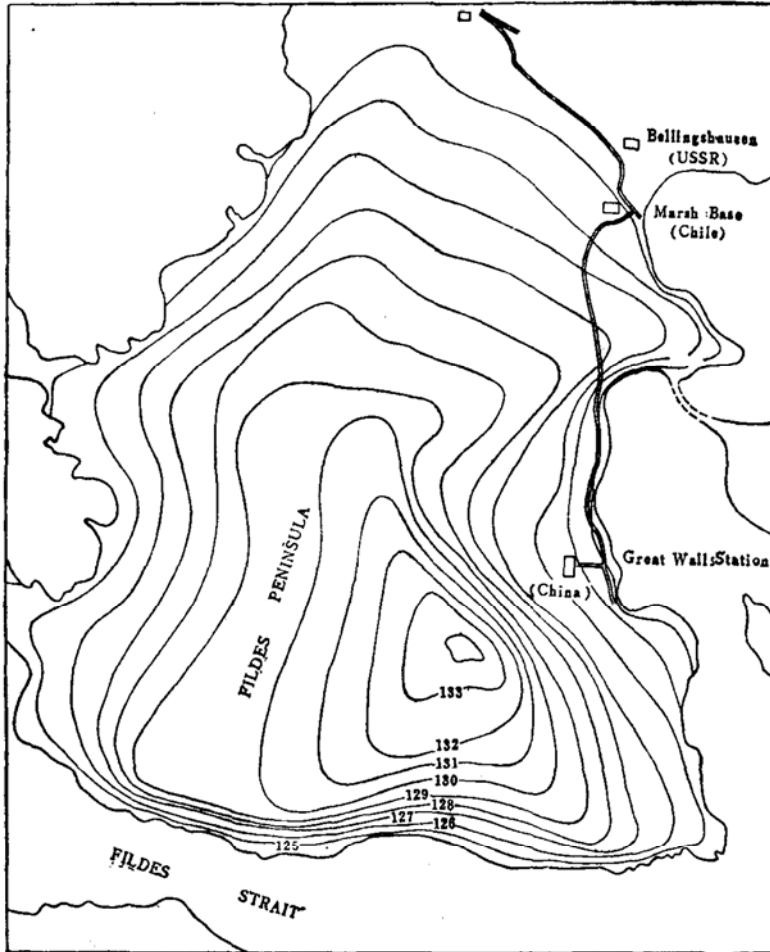 Bellingshausen
(USSR)
Marsh Base
(Chile)
Great Walls Station
(China)
FILDES PENINSULA
133
132
131
130
129
128
127
126
125
FILDES STRAIT